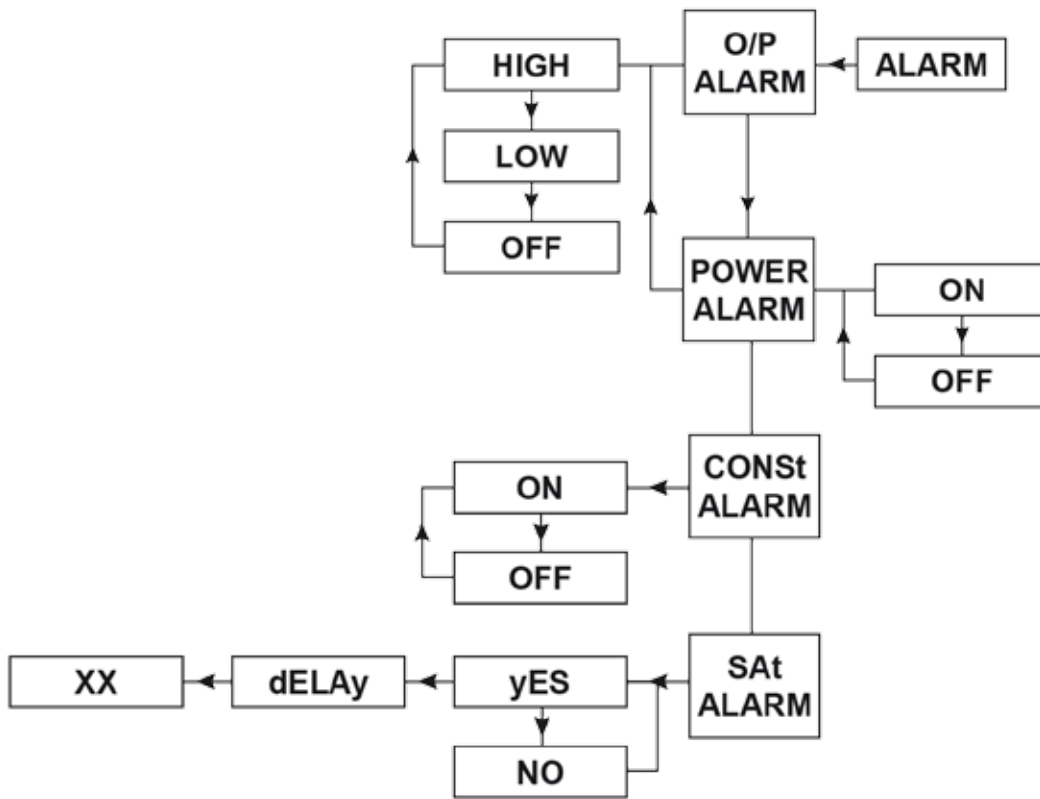 O/P
ALARM
ALARM
HIGH
LOW
OFF
POWER
ALARM
ON
OFF
CONSt
ALARM
ON
OFF
SAt
ALARM
yES
dELAy
XX
NO